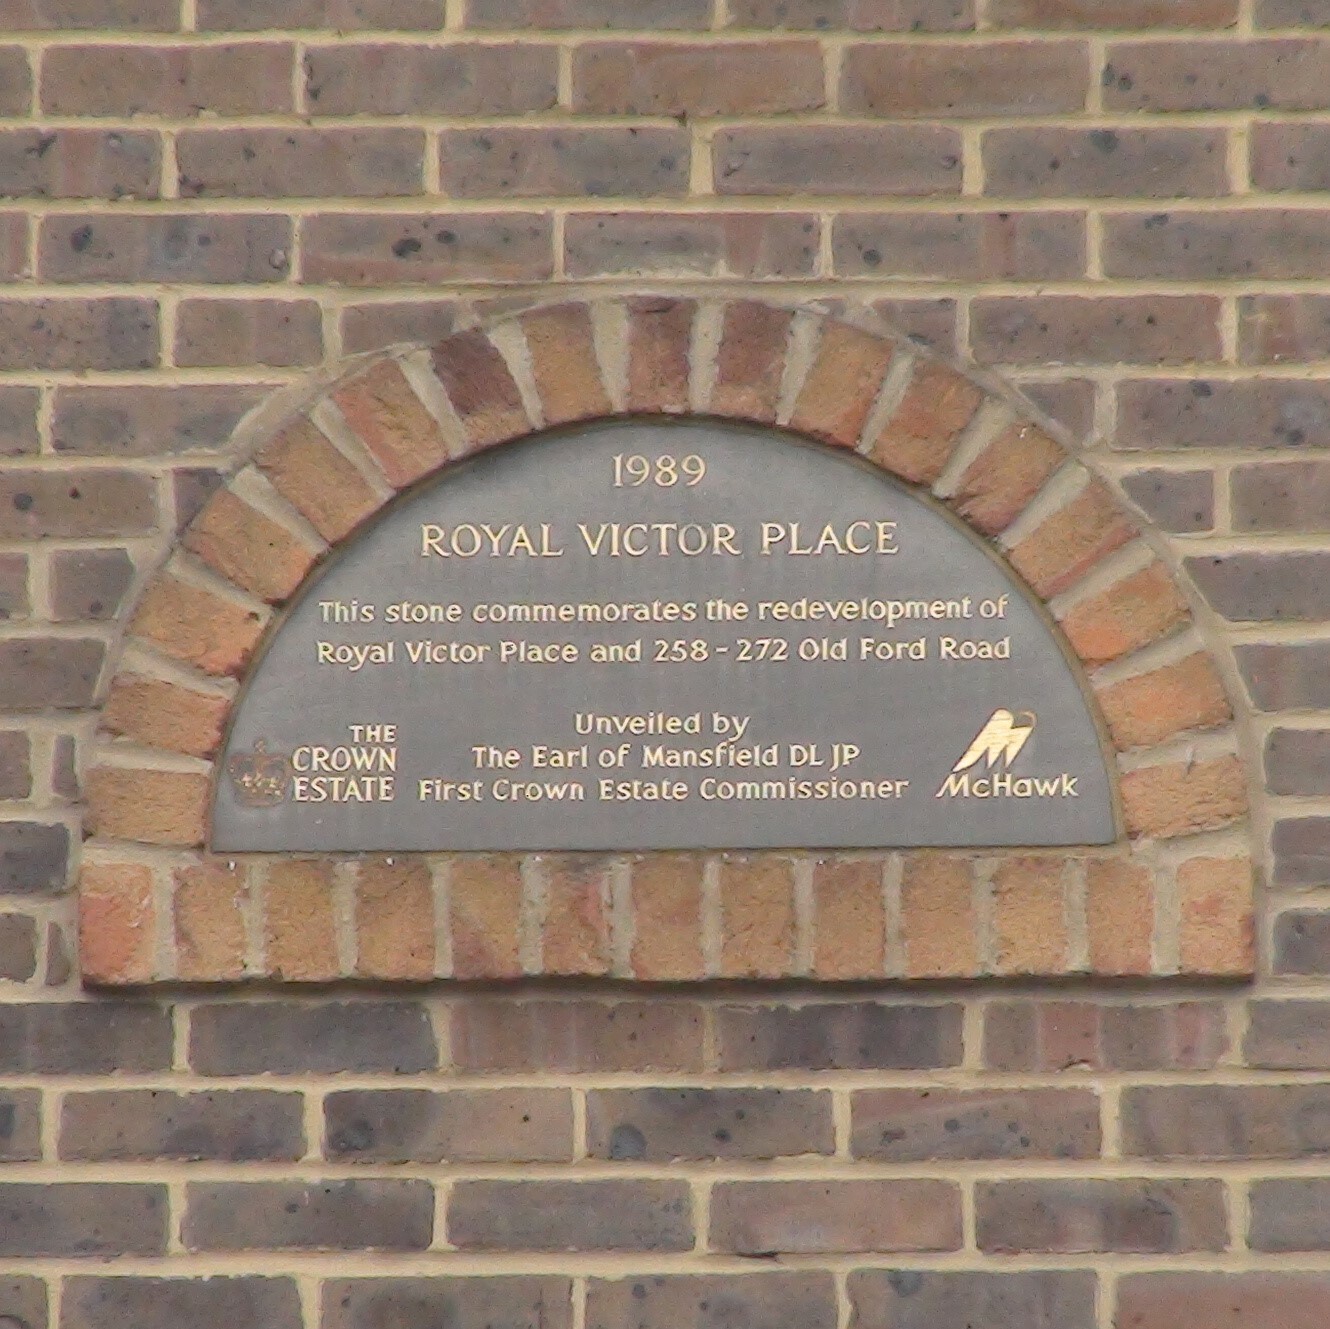 1989
ROYAL VICTOR PLACE
This stone commemorates the redevelopment of
Royal Victor Place and 258 - 272 Old Ford Road
THE
CROWN
ESTATE
Unveiled by
The Earl of Mansfield DL JP
First Crown Estate Commissioner
McHawk